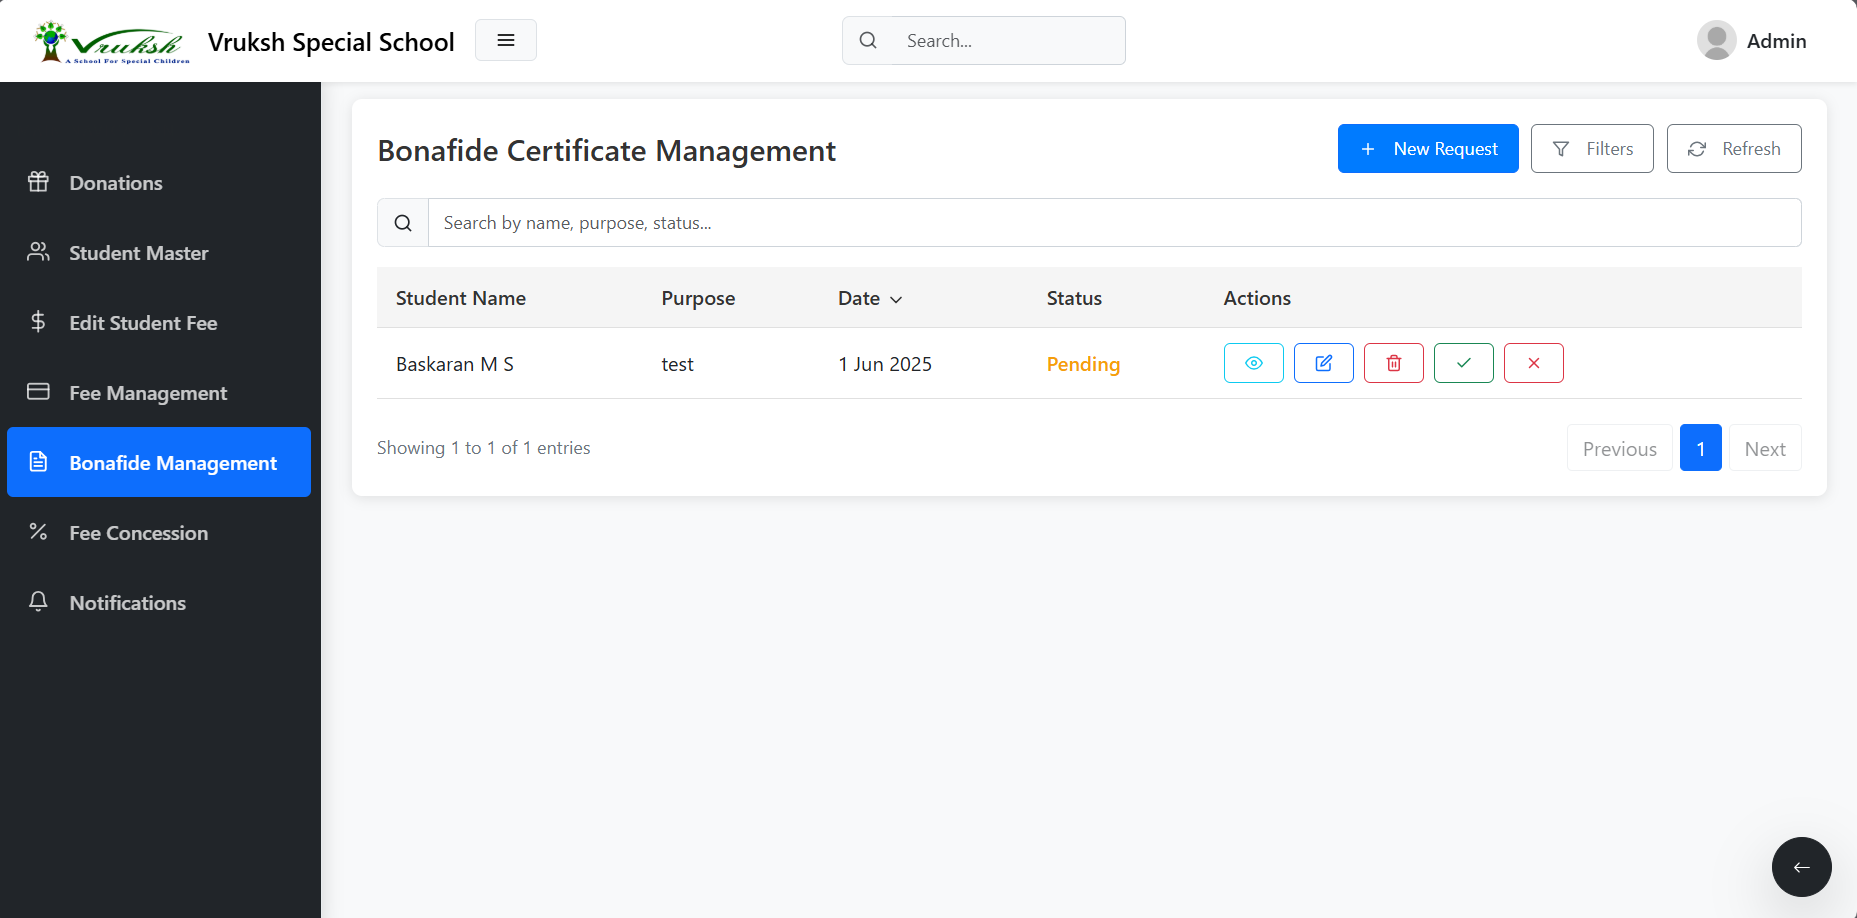 Vruksh
A School For Special Children
Vruksh Special School
Search...
Admin
Donations
Student Master
Edit Student Fee
Fee Management
Bonafide Management
Fee Concession
Notifications
Bonafide Certificate Management
New Request
Filters
Refresh
Search by name, purpose, status...
Student Name Purpose Date Status Actions
Baskaran M S test 1 Jun 2025 Pending
Showing 1 to 1 of 1 entries
Previous 1 Next